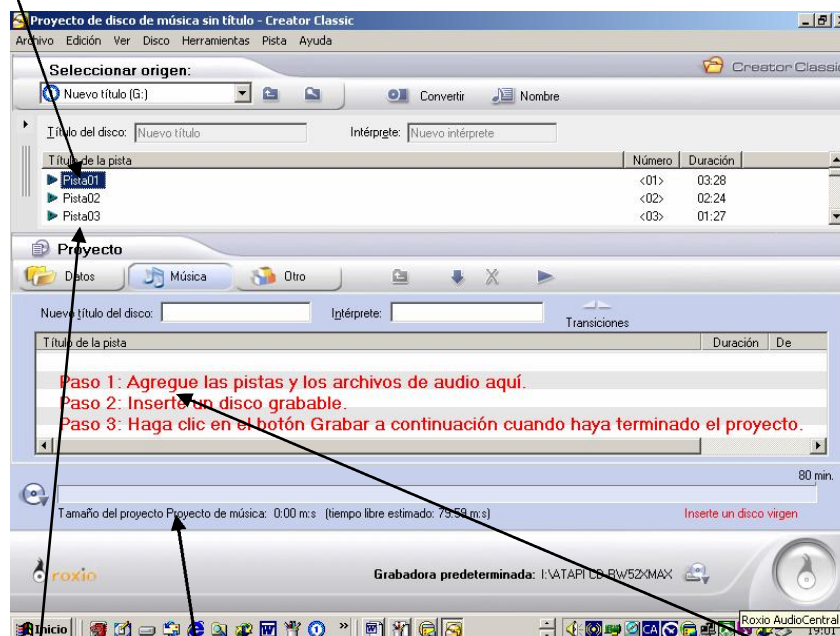 Proyecto de disco de música sin título - Creator Classic
Archivo Edición Ver Disco Herramientas Pista Ayuda
Seleccionar origen:
Creator Classic
Nuevo título (G:)
Convertir
Nombre
Título del disco: Nuevo título
Intérprete: Nuevo intérprete
Título de la pista Número Duración
Pista01 <01> 03:28
Pista02 <02> 02:24
Pista03 <03> 01:27
Proyecto
Datos Música Otro
Nuevo título del disco:
Intérprete:
Transiciones
Título de la pista Duración De
Paso 1: Agregue las pistas y los archivos de audio aquí.
Paso 2: Inserte un disco grabable.
Paso 3: Haga clic en el botón Grabar a continuación cuando haya terminado el proyecto.
80 min.
Tamaño del proyecto Proyecto de música: 0:00 m:s (tiempo libre estimado: 79:59 m:s)
Inserte un disco virgen
roxio
Grabadora predeterminada: I:\ATAPI CD-RW52XMAX
Roxio AudioCentral
Inicio